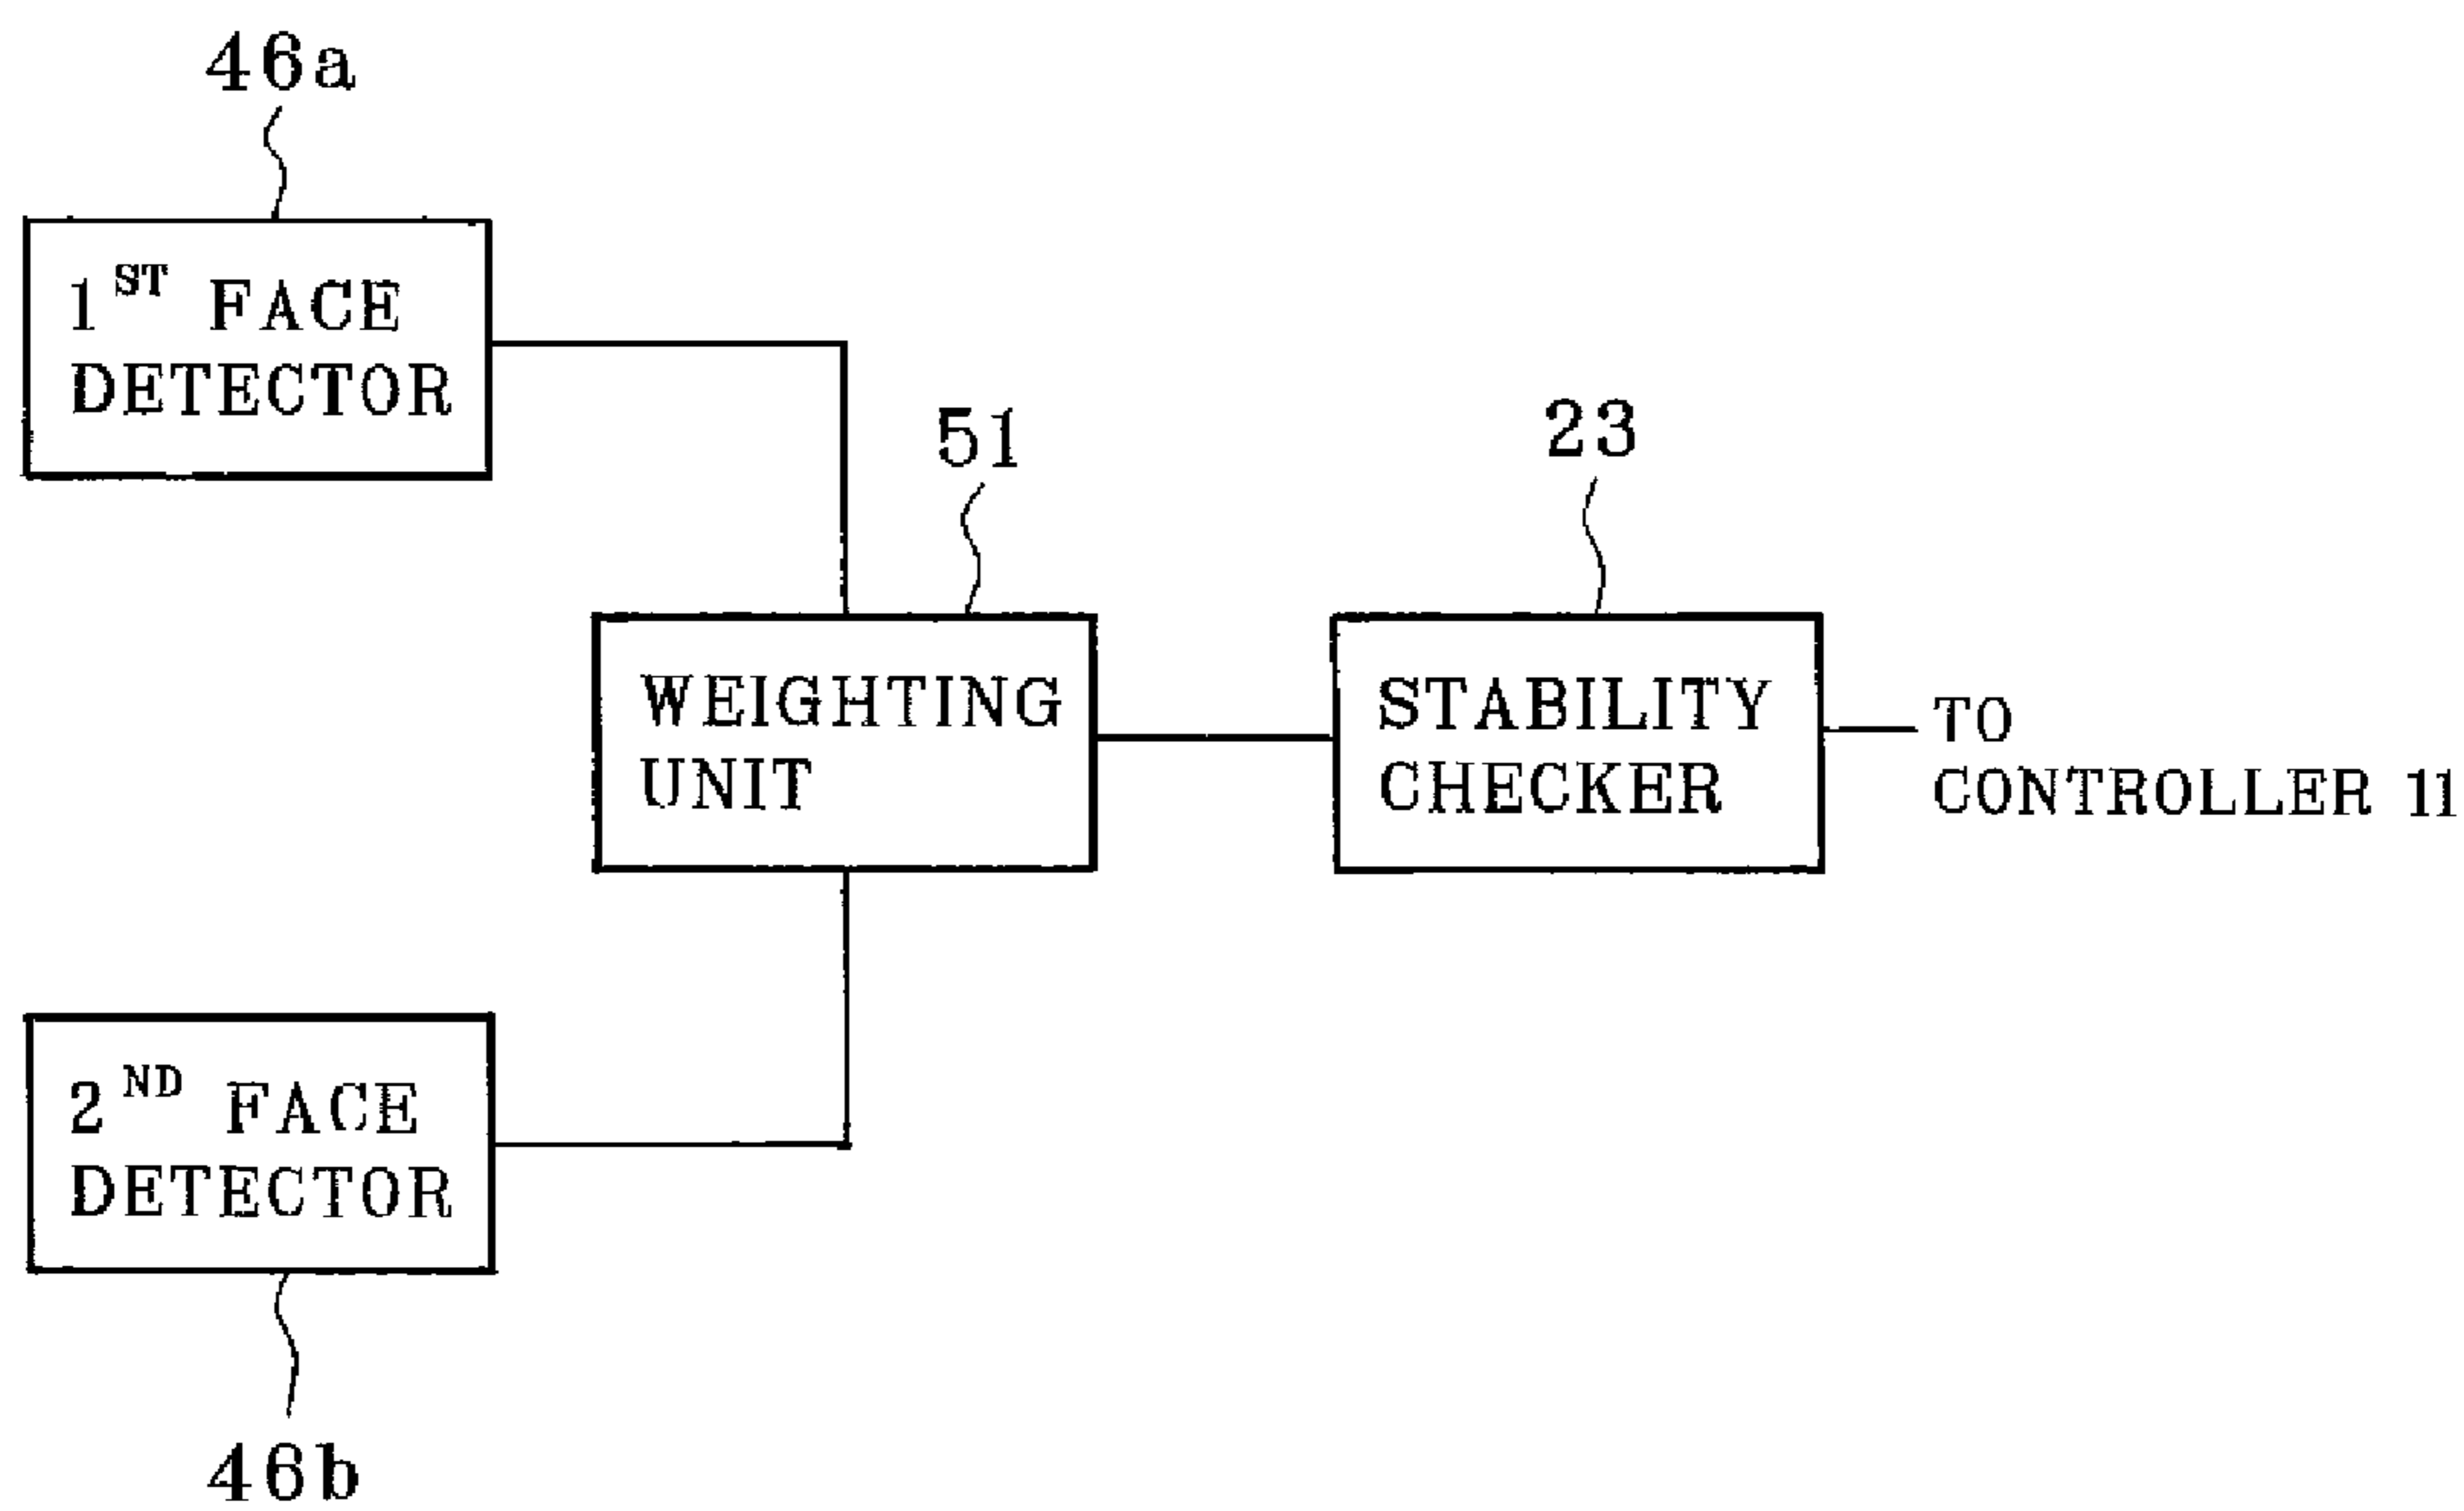 46a
1ST FACE
DETECTOR
51
23
WEIGHTING
UNIT
STABILITY
CHECKER
TO
CONTROLLER 11
2ND FACE
DETECTOR
46b